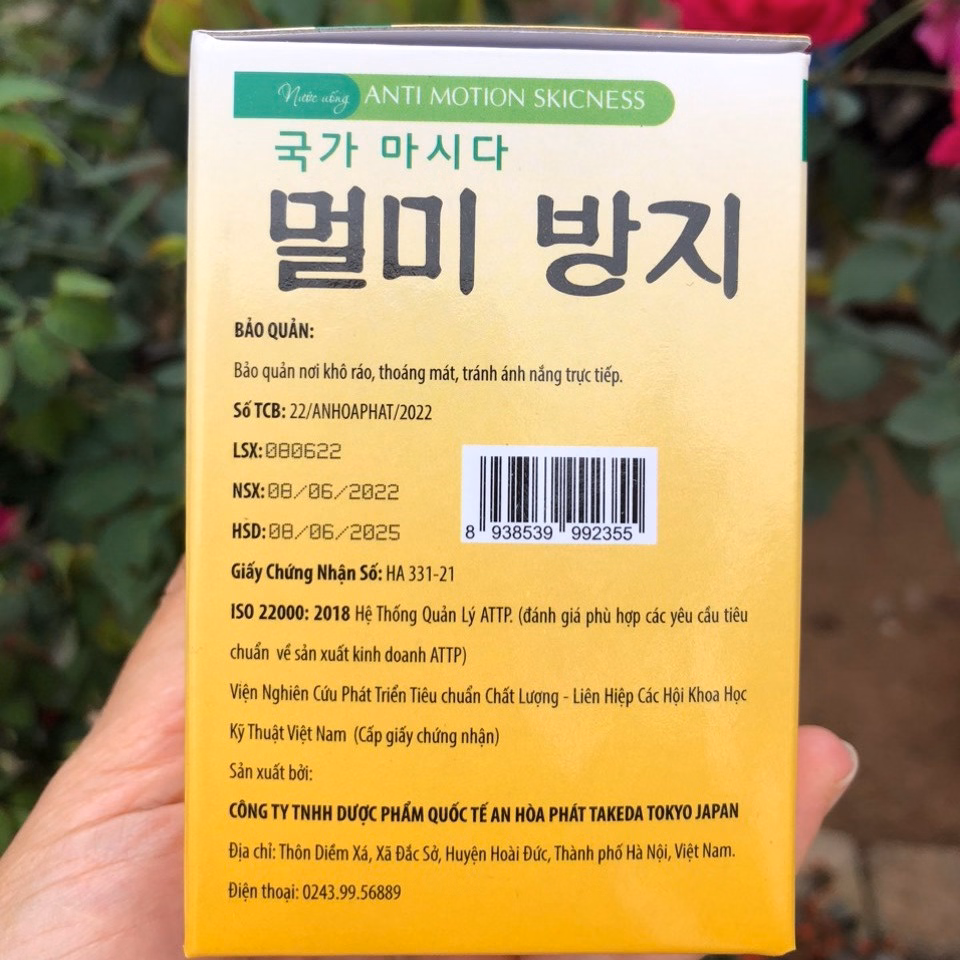 Nước uống ANTI MOTION SKICNESS
국가 마시다
멀미 방지
BẢO QUẢN:
Bảo quản nơi khô ráo, thoáng mát, tránh ánh nắng trực tiếp.
Số TCB: 22/ANHOAPHAT/2022
LSX: 080622
NSX: 08/06/2022
HSD: 08/06/2025
8 938539 992355
Giấy Chứng Nhận Số: HA 331-21
ISO 22000: 2018 Hệ Thống Quản Lý ATTP. (đánh giá phù hợp các yêu cầu tiêu
chuẩn về sản xuất kinh doanh ATTP)
Viện Nghiên Cứu Phát Triển Tiêu chuẩn Chất Lượng - Liên Hiệp Các Hội Khoa Học
Kỹ Thuật Việt Nam (Cấp giấy chứng nhận)
Sản xuất bởi:
CÔNG TY TNHH DƯỢC PHẨM QUỐC TẾ AN HÒA PHÁT TAKEDA TOKYO JAPAN
Địa chỉ: Thôn Diềm Xá, Xã Đắc Sở, Huyện Hoài Đức, Thành phố Hà Nội, Việt Nam.
Điện thoại: 0243.99.56889